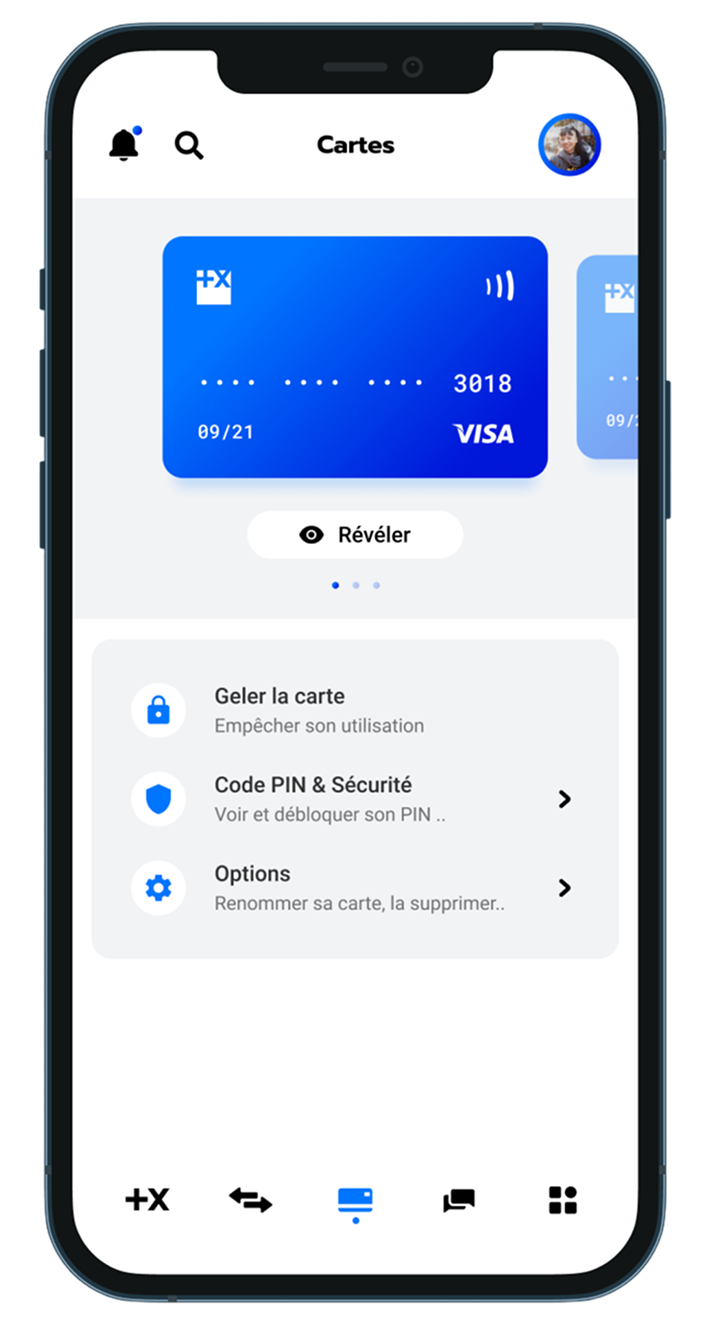 Cartes
+X
+X
3018
09/21
VISA
09/
Révéler
Geler la carte
Empêcher son utilisation
Code PIN & Sécurité
Voir et débloquer son PIN ..
Options
Renommer sa carte, la supprimer..
+X